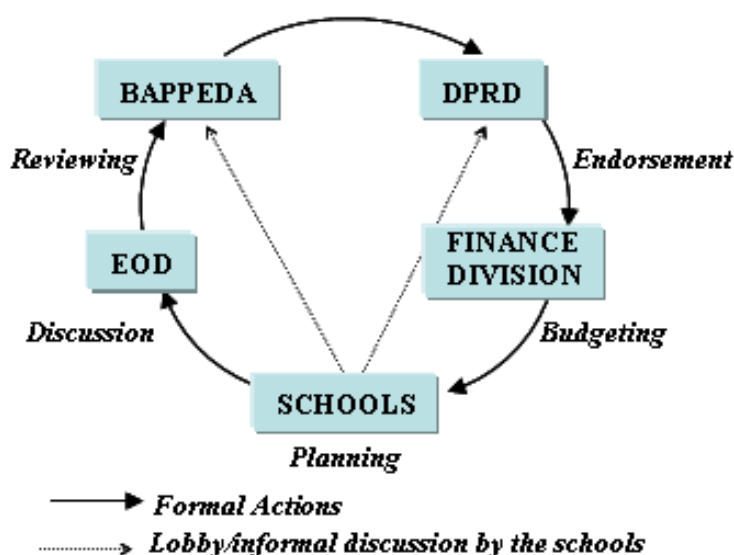 BAPPEDA
DPRD
Reviewing
Endorsement
EOD
FINANCE
DIVISION
Discussion
Budgeting
SCHOOLS
Planning
Formal Actions
Lobby/informal discussion by the schools